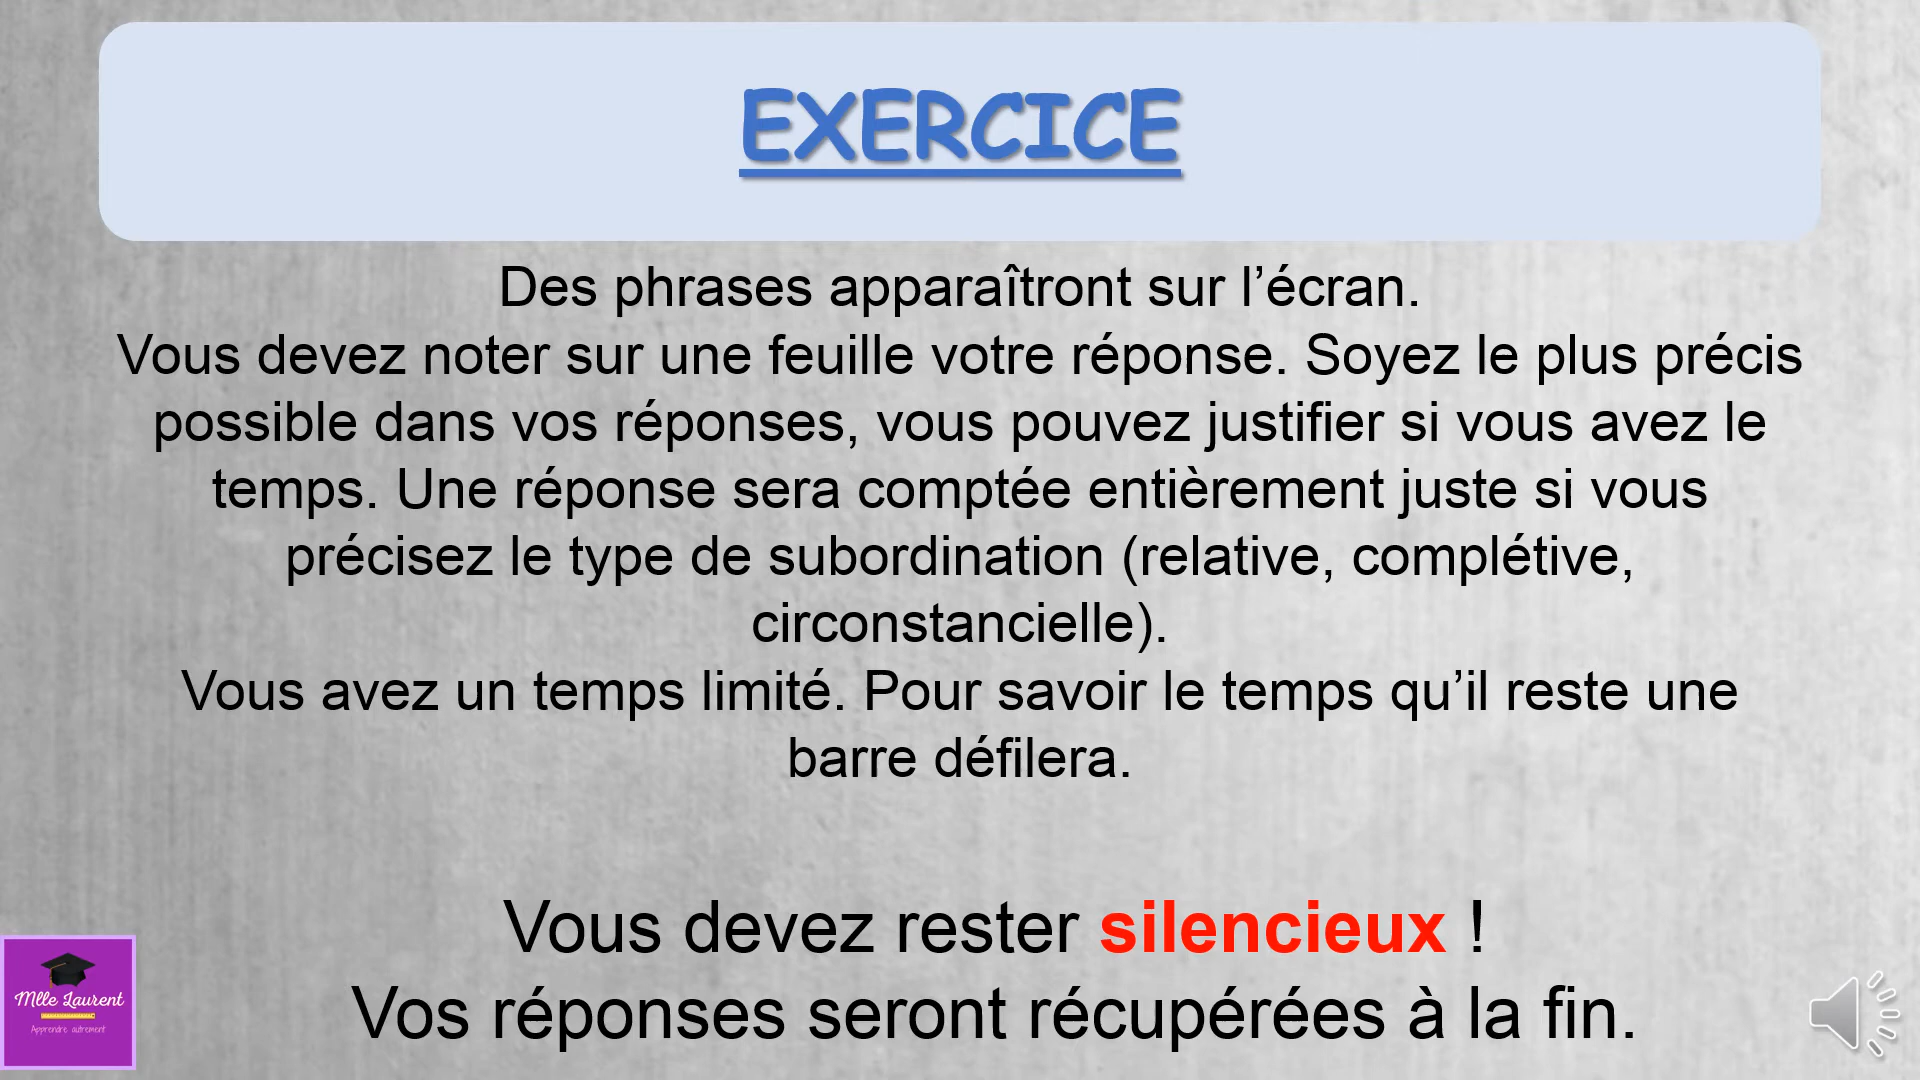 EXERCICE
Des phrases apparaîtront sur l’écran.
Vous devez noter sur une feuille votre réponse. Soyez le plus précis
possible dans vos réponses, vous pouvez justifier si vous avez le
temps. Une réponse sera comptée entièrement juste si vous
précisez le type de subordination (relative, complétive,
circonstancielle).
Vous avez un temps limité. Pour savoir le temps qu’il reste une
barre défilera.
Vous devez rester silencieux !
Vos réponses seront récupérées à la fin.
Mlle Laurent
Apprendre autrement